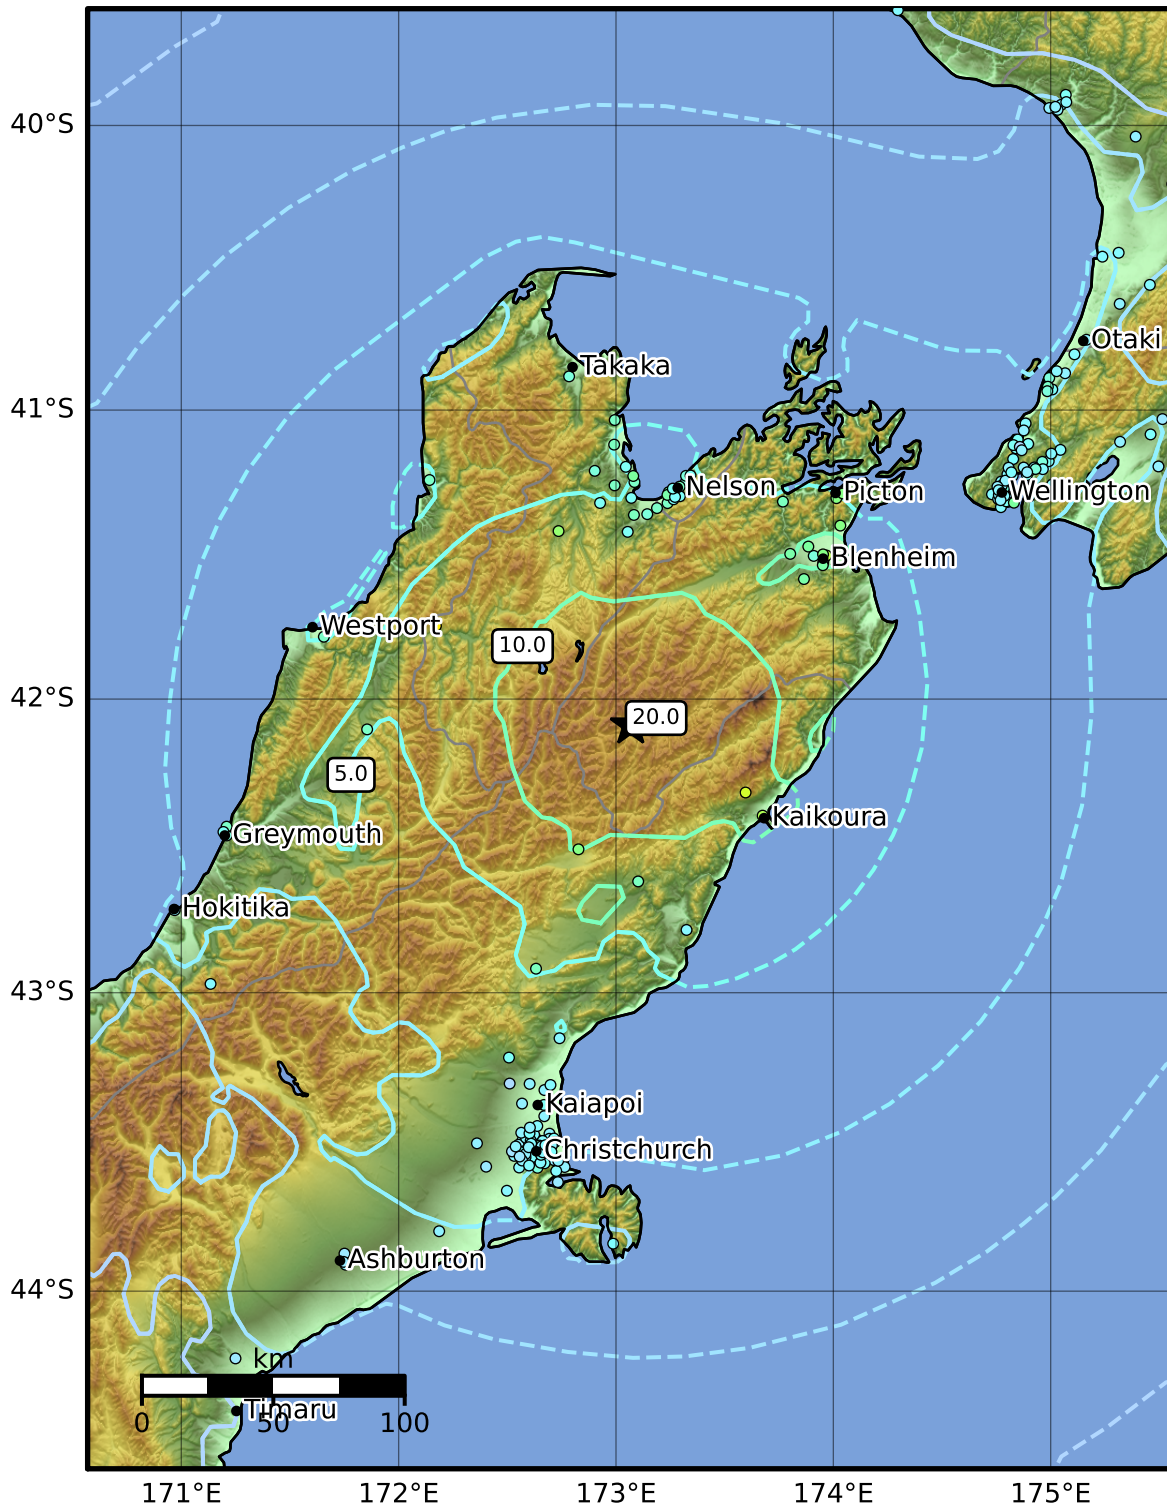 40°S
Otaki
Takaka
41°S
Nelson
Picton
Wellington
Blenheim
Westport
10.0
42°S
20.0
5.0
Kaikoura
Greymouth
Hokitika
43°S
Kaiapoi
Christchurch
Ashburton
44°S
km
Timaru
0 50 100
171°E 172°E 173°E 174°E 175°E